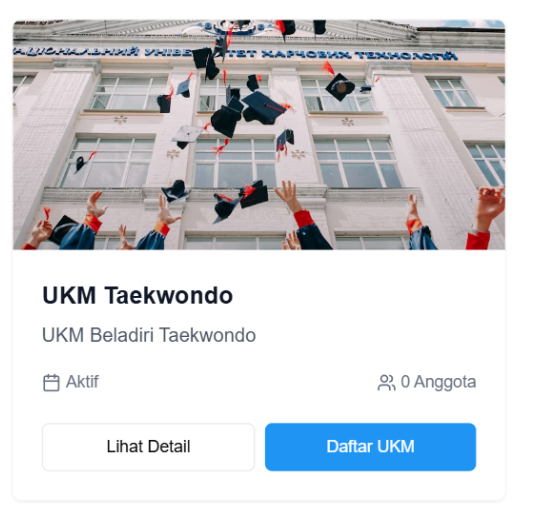 НАЦІОНАЛЬНИЙ УНІВЕРСИТЕТ ХАРЧОВИХ ТЕХНОЛОГІЙ
UKM Taekwondo
UKM Beladiri Taekwondo
Aktif
0 Anggota
Lihat Detail
Daftar UKM